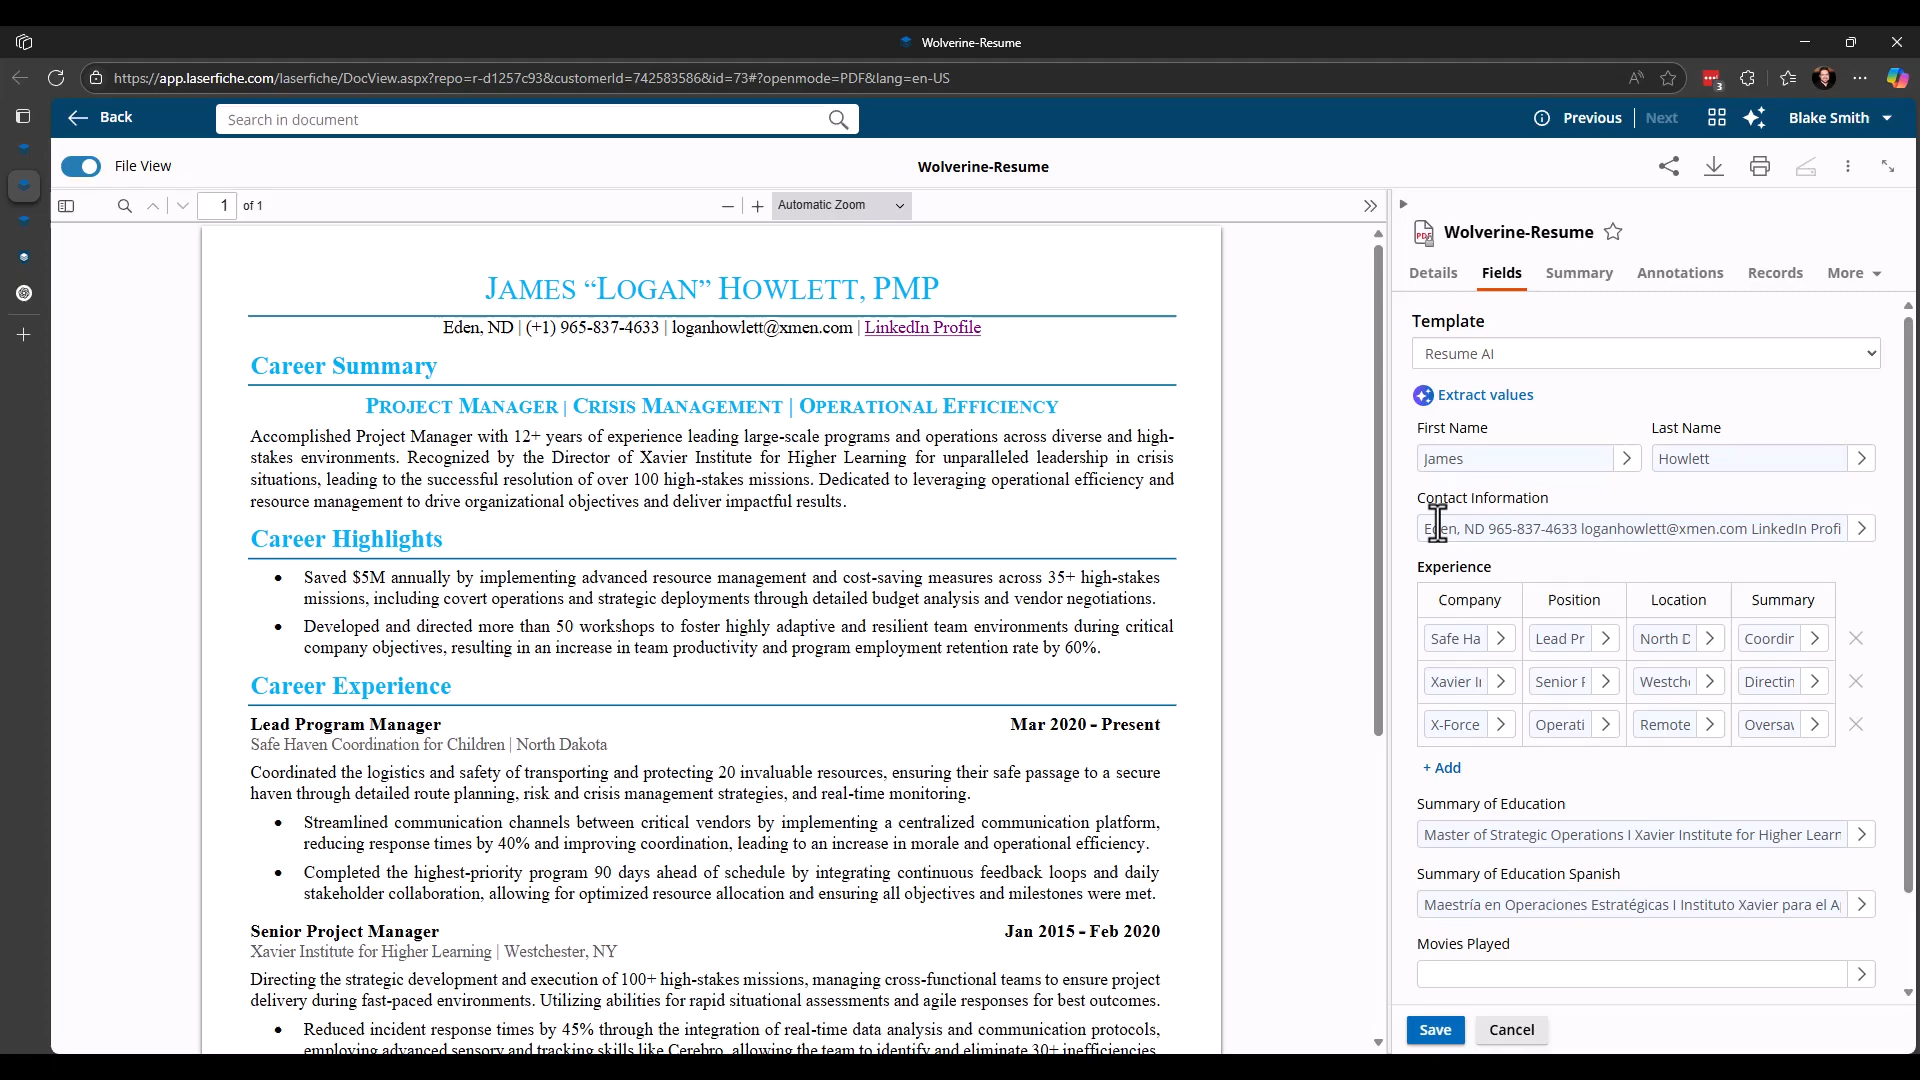 Wolverine-Resume
https://app.laserfiche.com/laserfiche/DocView.aspx?repo=r-d1257c93&customerId=742583586&id=73#?openmode=PDF&lang=en-US
3
Back
Search in document
Previous
Next
Blake Smith
File View
Wolverine-Resume
1 of 1
Automatic Zoom
JAMES “LOGAN” HOWLETT, PMP
Eden, ND | (+1) 965-837-4633 | loganhowlett@xmen.com | LinkedIn Profile
Career Summary
PROJECT MANAGER | CRISIS MANAGEMENT | OPERATIONAL EFFICIENCY
Accomplished Project Manager with 12+ years of experience leading large-scale programs and operations across diverse and high-
stakes environments. Recognized by the Director of Xavier Institute for Higher Learning for unparalleled leadership in crisis
situations, leading to the successful resolution of over 100 high-stakes missions. Dedicated to leveraging operational efficiency and
resource management to drive organizational objectives and deliver impactful results.
Career Highlights
• Saved $5M annually by implementing advanced resource management and cost-saving measures across 35+ high-stakes
missions, including covert operations and strategic deployments through detailed budget analysis and vendor negotiations.
• Developed and directed more than 50 workshops to foster highly adaptive and resilient team environments during critical
company objectives, resulting in an increase in team productivity and program employment retention rate by 60%.
Career Experience
Lead Program Manager Mar 2020 - Present
Safe Haven Coordination for Children | North Dakota
Coordinated the logistics and safety of transporting and protecting 20 invaluable resources, ensuring their safe passage to a secure
haven through detailed route planning, risk and crisis management strategies, and real-time monitoring.
• Streamlined communication channels between critical vendors by implementing a centralized communication platform,
reducing response times by 40% and improving coordination, leading to an increase in morale and operational efficiency.
• Completed the highest-priority program 90 days ahead of schedule by integrating continuous feedback loops and daily
stakeholder collaboration, allowing for optimized resource allocation and ensuring all objectives and milestones were met.
Senior Project Manager Jan 2015 - Feb 2020
Xavier Institute for Higher Learning | Westchester, NY
Directing the strategic development and execution of 100+ high-stakes missions, managing cross-functional teams to ensure project
delivery during fast-paced environments. Utilizing abilities for rapid situational assessments and agile responses for best outcomes.
• Reduced incident response times by 45% through the integration of real-time data analysis and communication protocols,
employing advanced sensory and tracking skills like Cerebro, allowing the team to identify and eliminate 30+ inefficiencies
PDF
Wolverine-Resume
Details Fields Summary Annotations Records More
Template
Resume AI
Extract values
First Name Last Name
James Howlett
Contact Information
Eden, ND 965-837-4633 loganhowlett@xmen.com LinkedIn Profi
Experience
Company Position Location Summary
Safe Ha Lead Pr North D Coordir
Xavier Ir Senior F Westch Directin
X-Force Operati Remote Oversav
+ Add
Summary of Education
Master of Strategic Operations I Xavier Institute for Higher Learn
Summary of Education Spanish
Maestría en Operaciones Estratégicas I Instituto Xavier para el A
Movies Played
Save Cancel